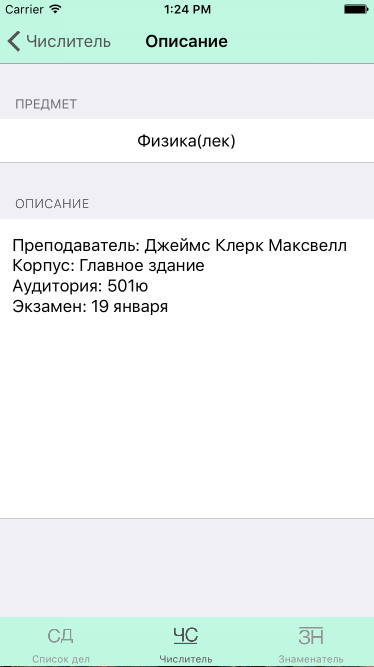 Carrier 1:24 PM
Числитель Описание
ПРЕДМЕТ
Физика(лек)
ОПИСАНИЕ
Преподаватель: Джеймс Клерк Максвелл
Корпус: Главное здание
Аудитория: 501ю
Экзамен: 19 января
СД ЧС ЗН
Список дел Числитель Знаменатель